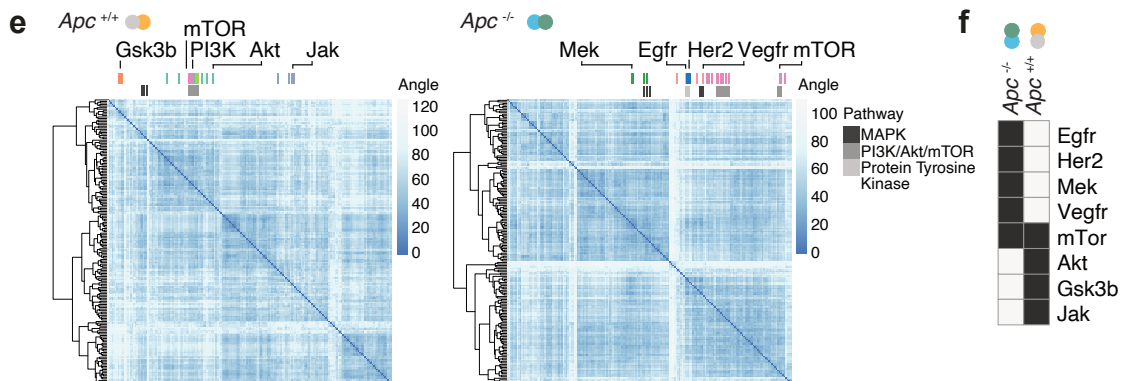 e
Apc +/+
mTOR
Gsk3b PI3K Akt Jak
Angle
120
100
80
60
40
20
0
Apc -/-
Mek Egfr Her2 Vegfr mTOR
Angle
100
80
60
40
20
0
Pathway
MAPK
PI3K/Akt/mTOR
Protein Tyrosine
Kinase
f
Apc -/-
Apc +/+
Egfr
Her2
Mek
Vegfr
mTor
Akt
Gsk3b
Jak